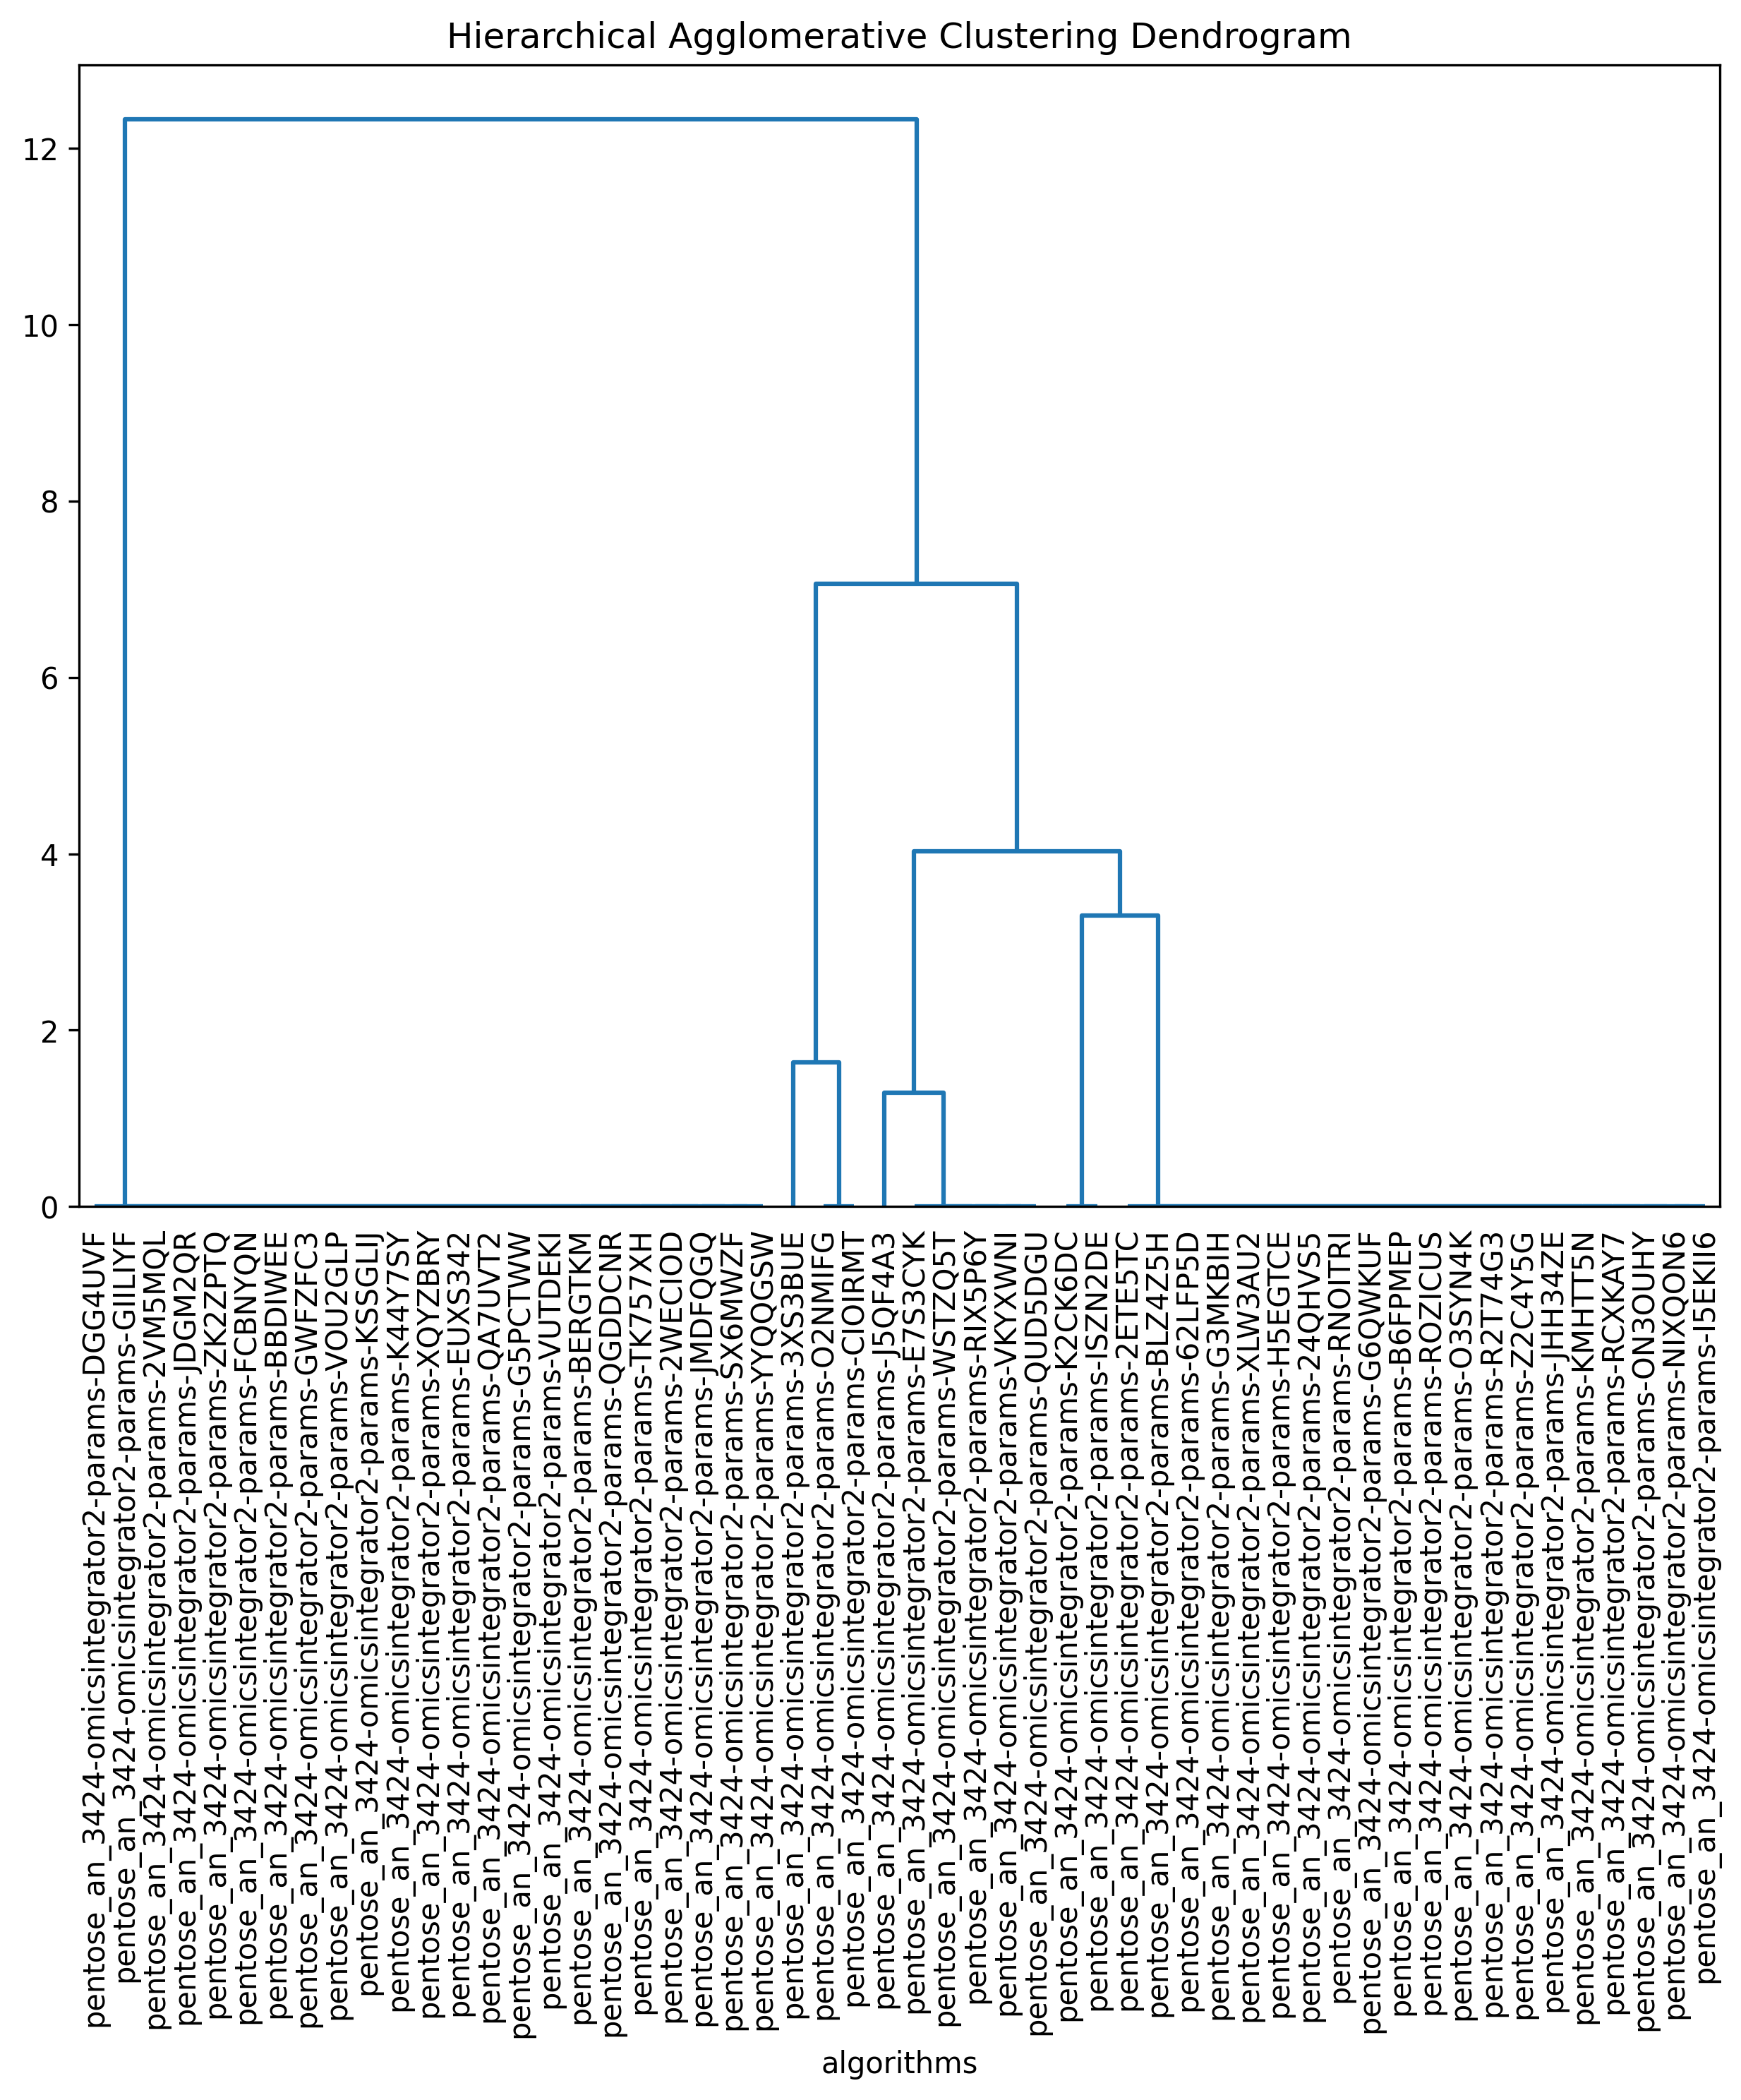 Hierarchical Agglomerative Clustering Dendrogram
12
10
8
6
4
2
0
pentose_an_3424-omicsintegrator2-params-DGG4UVF
pentose_an_3424-omicsintegrator2-params-GIILIYF
pentose_an_3424-omicsintegrator2-params-2VM5MQL
pentose_an_3424-omicsintegrator2-params-JDGM2QR
pentose_an_3424-omicsintegrator2-params-ZK2ZPTQ
pentose_an_3424-omicsintegrator2-params-FCBNYQN
pentose_an_3424-omicsintegrator2-params-BBDIWEE
pentose_an_3424-omicsintegrator2-params-GWFZFC3
pentose_an_3424-omicsintegrator2-params-VOU2GLP
pentose_an_3424-omicsintegrator2-params-KSSGLIJ
pentose_an_3424-omicsintegrator2-params-K44Y7SY
pentose_an_3424-omicsintegrator2-params-XQYZBRY
pentose_an_3424-omicsintegrator2-params-EUXS342
pentose_an_3424-omicsintegrator2-params-QA7UVT2
pentose_an_3424-omicsintegrator2-params-G5PCTWW
pentose_an_3424-omicsintegrator2-params-VUTDEKI
pentose_an_3424-omicsintegrator2-params-BERGTKM
pentose_an_3424-omicsintegrator2-params-QGDDCNR
pentose_an_3424-omicsintegrator2-params-TK757XH
pentose_an_3424-omicsintegrator2-params-2WECIOD
pentose_an_3424-omicsintegrator2-params-JMDFQGQ
pentose_an_3424-omicsintegrator2-params-SX6MWZF
pentose_an_3424-omicsintegrator2-params-YYQQGSW
pentose_an_3424-omicsintegrator2-params-3XS3BUE
pentose_an_3424-omicsintegrator2-params-O2NMIFG
pentose_an_3424-omicsintegrator2-params-CIOIRMT
pentose_an_3424-omicsintegrator2-params-J5QF4A3
pentose_an_3424-omicsintegrator2-params-E7S3CYK
pentose_an_3424-omicsintegrator2-params-WSTZQ5T
pentose_an_3424-omicsintegrator2-params-RIX5P6Y
pentose_an_3424-omicsintegrator2-params-VKYXWNI
pentose_an_3424-omicsintegrator2-params-QUD5DGU
pentose_an_3424-omicsintegrator2-params-K2CK6DC
pentose_an_3424-omicsintegrator2-params-ISZN2DE
pentose_an_3424-omicsintegrator2-params-2ETE5TC
pentose_an_3424-omicsintegrator2-params-BLZ4Z5H
pentose_an_3424-omicsintegrator2-params-62LFP5D
pentose_an_3424-omicsintegrator2-params-G3MKBIH
pentose_an_3424-omicsintegrator2-params-XLW3AU2
pentose_an_3424-omicsintegrator2-params-H5EGTCE
pentose_an_3424-omicsintegrator2-params-24QHVS5
pentose_an_3424-omicsintegrator2-params-RNOITRI
pentose_an_3424-omicsintegrator2-params-G6QWKUF
pentose_an_3424-omicsintegrator2-params-B6FPMEP
pentose_an_3424-omicsintegrator2-params-ROZICUS
pentose_an_3424-omicsintegrator2-params-O3SYN4K
pentose_an_3424-omicsintegrator2-params-R2T74G3
pentose_an_3424-omicsintegrator2-params-Z2C4Y5G
pentose_an_3424-omicsintegrator2-params-JHH34ZE
pentose_an_3424-omicsintegrator2-params-KMHTT5N
pentose_an_3424-omicsintegrator2-params-RCXKAY7
pentose_an_3424-omicsintegrator2-params-ON3OUHY
pentose_an_3424-omicsintegrator2-params-NIXQON6
pentose_an_3424-omicsintegrator2-params-I5EKII6
algorithms